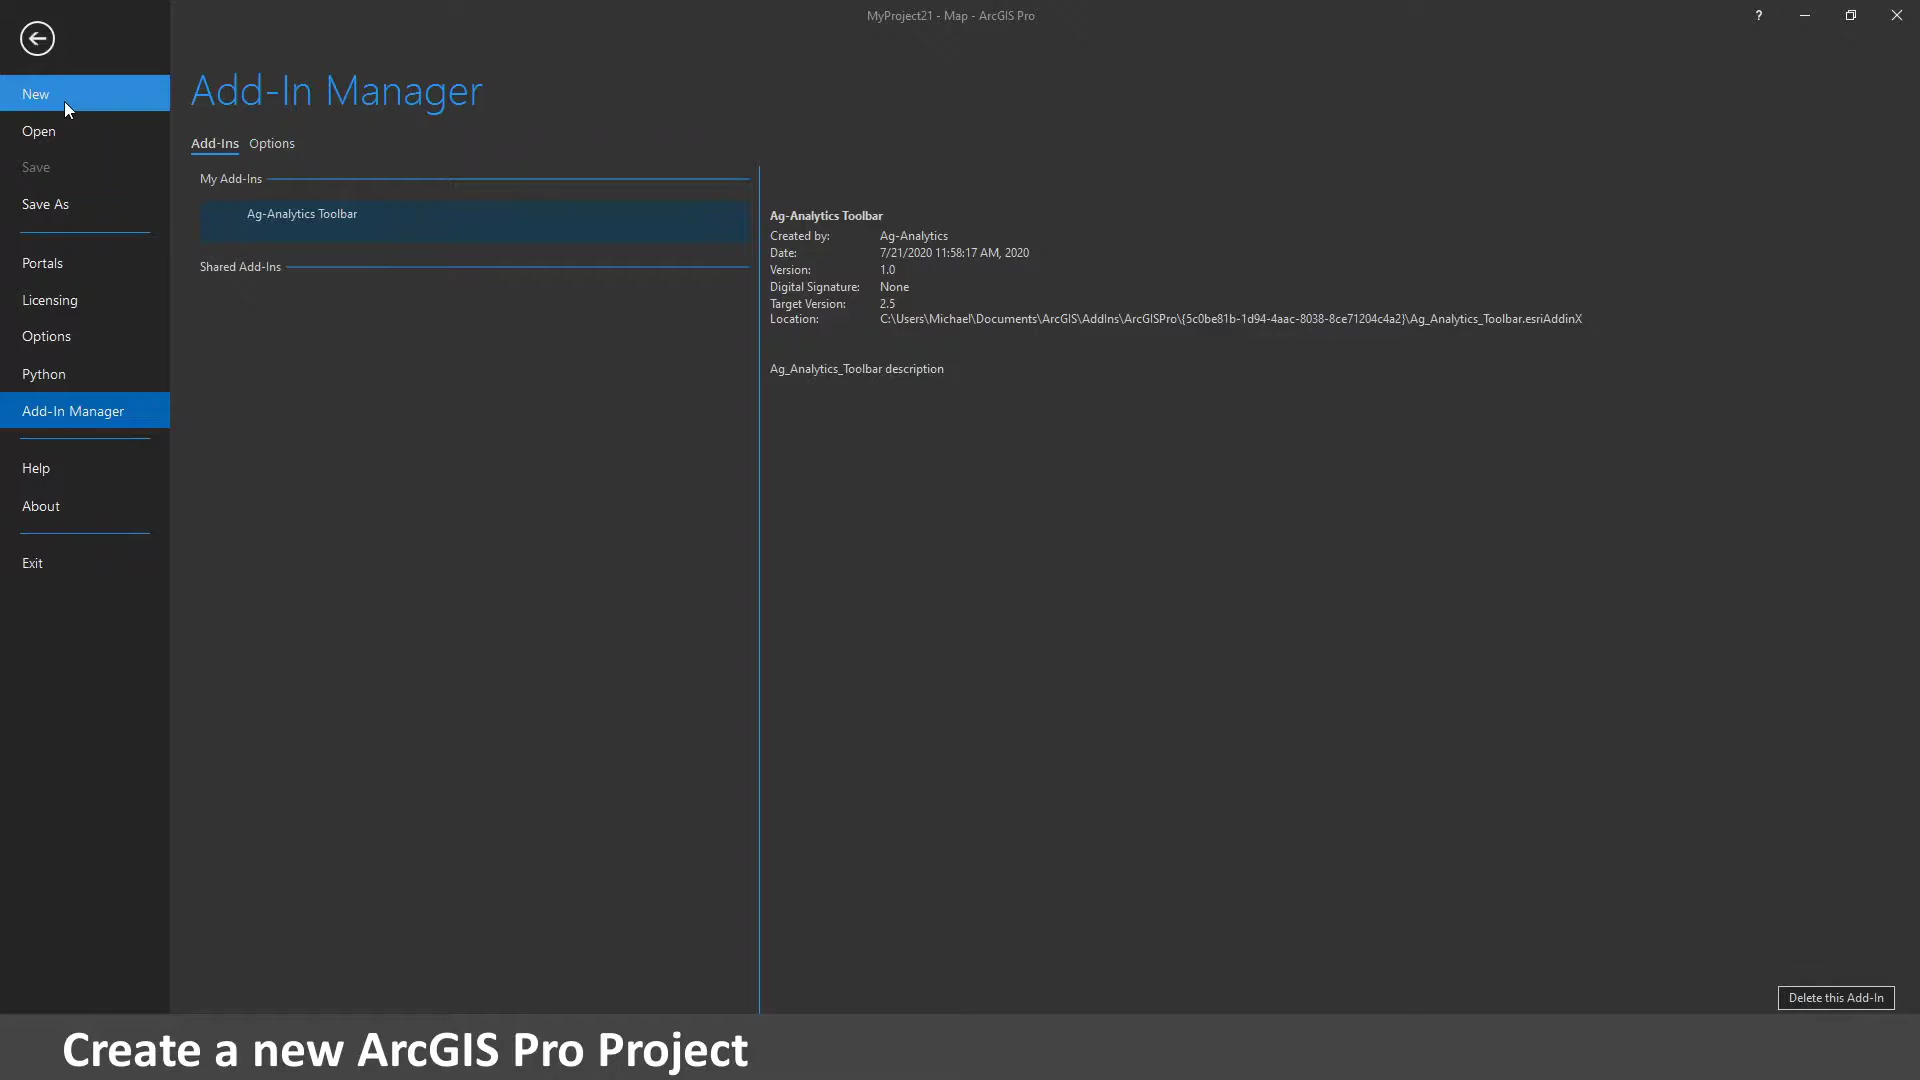 MyProject21 - Map - ArcGIS Pro
?
New
Open
Save
Save As
Portals
Licensing
Options
Python
Add-In Manager
Help
About
Exit
Add-In Manager
Add-Ins Options
My Add-Ins
Ag-Analytics Toolbar
Shared Add-Ins
Ag-Analytics Toolbar
Created by: Ag-Analytics
Date: 7/21/2020 11:58:17 AM, 2020
Version: 1.0
Digital Signature: None
Target Version: 2.5
Location: C:\Users\Michael\Documents\ArcGIS\AddIns\ArcGISPro\{5c0be81b-1d94-4aac-8038-8ce71204c4a2}\Ag_Analytics_Toolbar.esriAddinX
Ag_Analytics_Toolbar description
Delete this Add-In
Create a new ArcGIS Pro Project